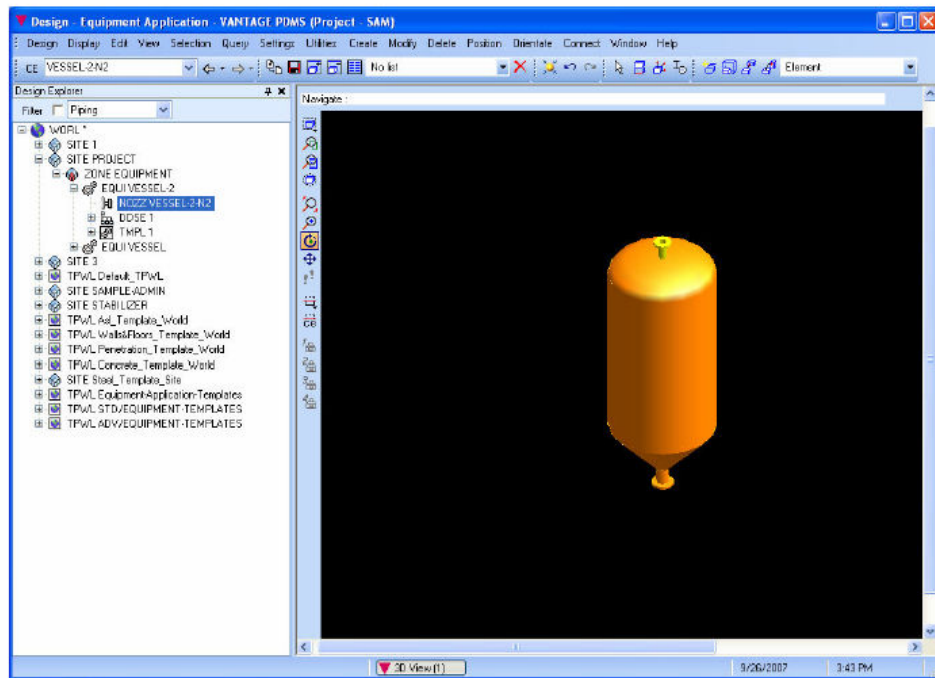 Design - Equipment Application - VANTAGE PDMS (Project - SAM)
Design Display Edit View Selection Query Settings Utilities Create Modify Delete Position Orientate Connect Window Help
CE VESSEL-2-N2 No list Element
Design Explorer
Navigate :
Filter Piping
WORL *
SITE 1
SITE PROJECT
ZONE EQUIPMENT
EQUI VESSEL-2
NOZZ VESSEL-2-N2
DDSE 1
TMPL 1
EQUI VESSEL
SITE 3
TPWL Default_TPWL
SITE SAMPLE-ADMIN
SITE STABILIZER
TPWL Asl_Template_World
TPWL Walls&Floors_Template_World
TPWL Penetration_Template_World
TPWL Concrete_Template_World
SITE Steel_Template_Site
TPWL Equipment-Application-Templates
TPWL STD/EQUIPMENT-TEMPLATES
TPWL ADV/EQUIPMENT-TEMPLATES
CE
3D View (1) 9/26/2007 3:43 PM